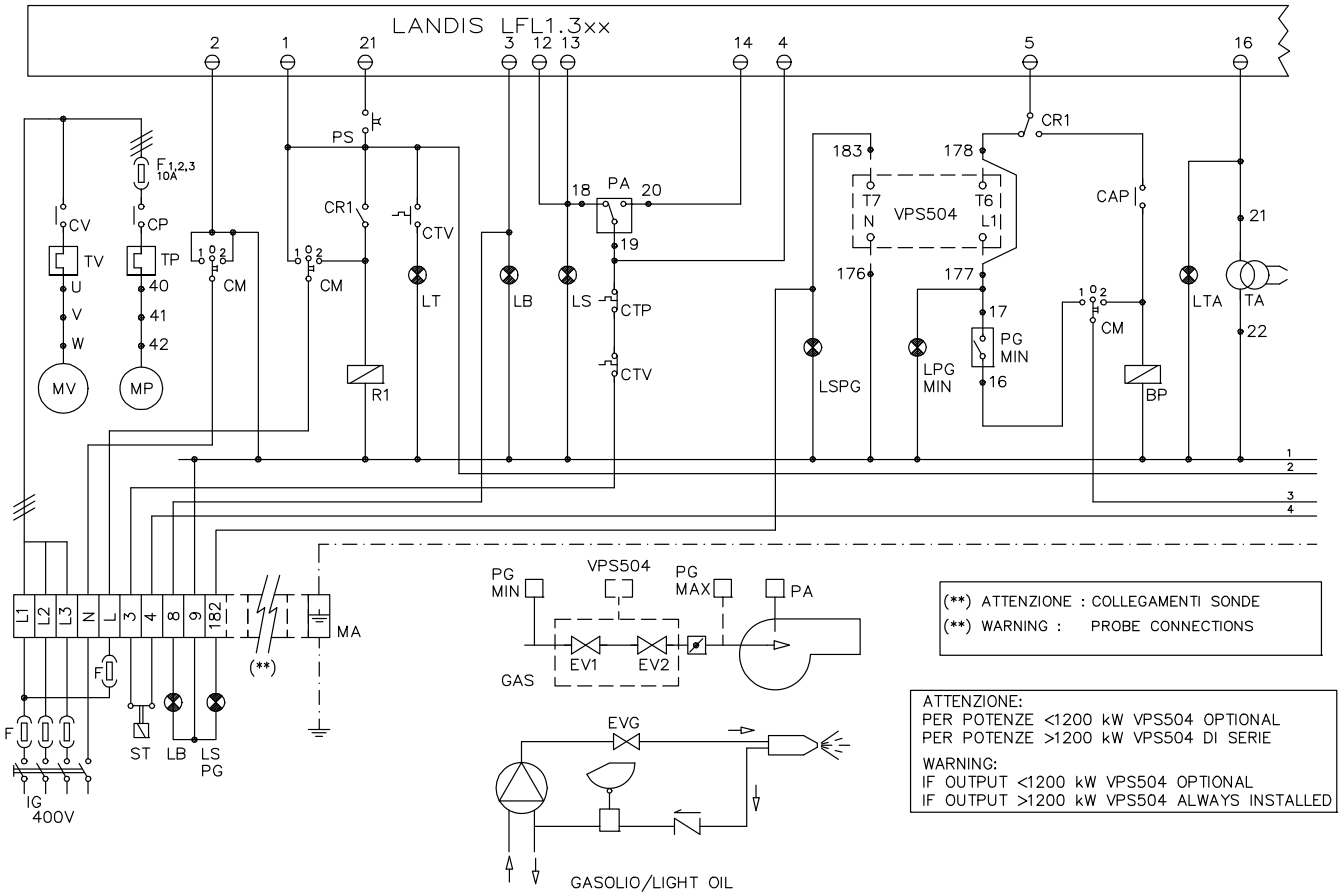 LANDIS LFL1.3xx
2 1 21 3 12 13 14 4 5 16
PS
CR1
F1,2,3
10A
183 178
18 PA 20
CR1
CTV
T7 T6
VPS504
N L1
CAP
CV CP
21
TV TP
1 0 2
CM
1 0 2
CM
19
176 177
U 40
LT LB LS
CTP
LTA TA
V 41
17
1 0 2
CM
22
W 42
PG
MIN
MV MP
CTV
LSPG
LPG
MIN
16
R1
BP
1
2
3
4
L1 L2 L3 N L 3 4 8 9 182
MA
(**)
F
F
ST LB LS
PG
IG
400V
PG
MIN
VPS504
PG
MAX
PA
EV1 EV2
GAS
EVG
GASOLIO/LIGHT OIL
(**) ATTENZIONE : COLLEGAMENTI SONDE
(**) WARNING : PROBE CONNECTIONS
ATTENZIONE:
PER POTENZE <1200 kW VPS504 OPTIONAL
PER POTENZE >1200 kW VPS504 DI SERIE
WARNING:
IF OUTPUT <1200 kW VPS504 OPTIONAL
IF OUTPUT >1200 kW VPS504 ALWAYS INSTALLED